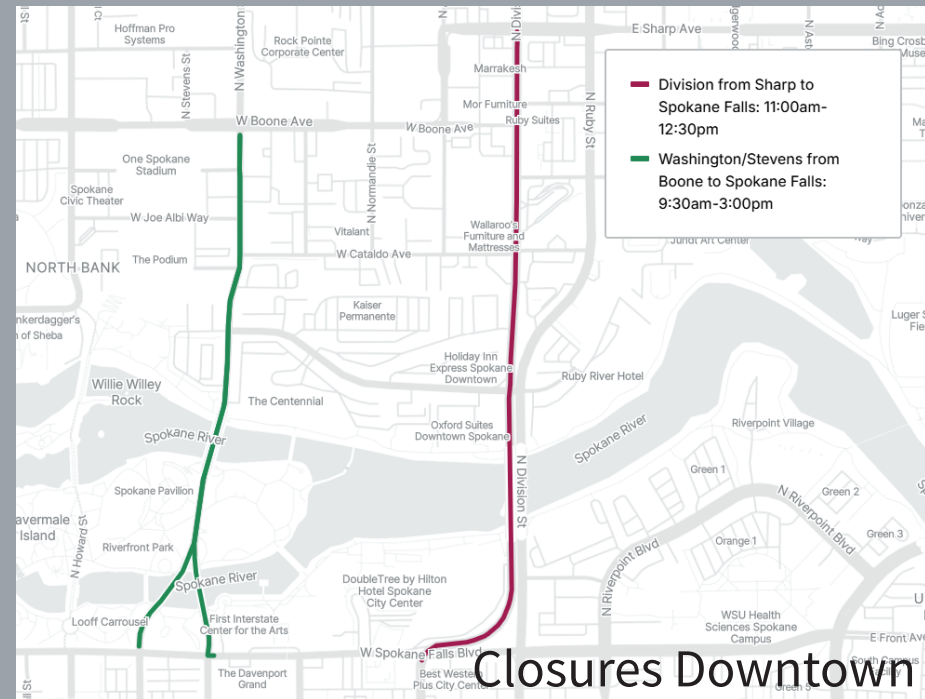 Hoffman Pro
Systems
Rock Pointe
Corporate Center
N Stevens St
N Washington
E Sharp Ave
Marrakesh
Mor Furniture
Ruby Suites
N Ruby St
W Boone Ave
W Boone Ave
Division from Sharp to
Spokane Falls: 11:00am-
12:30pm
Washington/Stevens from
Boone to Spokane Falls:
9:30am-3:00pm
One Spokane
Stadium
Spokane
Civic Theater
N Normandie St
W Joe Albi Way
Vitalant
Wallaroo's
Furniture and
Mattresses
W Cataldo Ave
The Podium
NORTH BANK
Jundt Art Center
Kaiser
Permanente
Holiday Inn
Express Spokane
Downtown
Ruby River Hotel
Willie Willey
Rock
The Centennial
Oxford Suites
Downtown Spokane
Riverpoint Village
Spokane River
Spokane River
N Division St
Green 1
Green 2
N Riverpoint Blvd
Spokane Pavilion
Green 3
Orange 1
N Howard St
Riverfront Park
N Riverpoint Blvd
Spokane River
DoubleTree by Hilton
Hotel Spokane
City Center
Looff Carrousel
First Interstate
Center for the Arts
WSU Health
Sciences Spokane
Campus
E Front Ave
W Spokane Falls Blvd
South Campus
Facility
The Davenport
Grand
Best Western
Plus City Center
Green 5
Closures Downtown